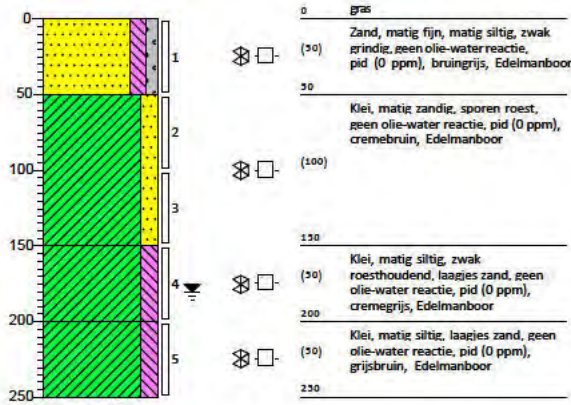 0
50
100
150
200
250
1
2
3
4
5
0
gras
(50)
Zand, matig fijn, matig siltig, zwak
grindig, geen olie-water reactie,
pid (0 ppm), bruingrijs, Edelmanboor
50
(100)
Klei, matig zandig, sporen roest,
geen olie-water reactie, pid (0 ppm),
cremebruin, Edelmanboor
150
(50)
Klei, matig siltig, zwak
roesthoudend, laagjes zand, geen
olie-water reactie, pid (0 ppm),
cremegrijs, Edelmanboor
200
(50)
Klei, matig siltig, laagjes zand, geen
olie-water reactie, pid (0 ppm),
grijsbruin, Edelmanboor
250